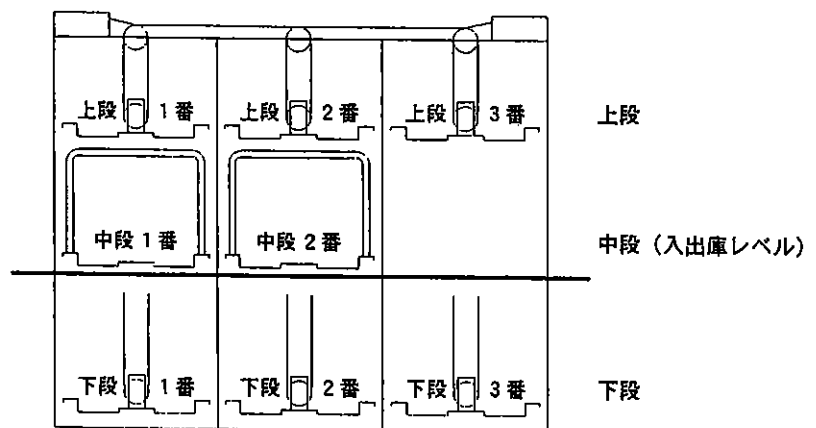 上段 1番 上段 2番 上段 3番 上段
中段1番 中段2番 中段（入出庫レベル）
下段 1番 下段 2番 下段 3番 下段